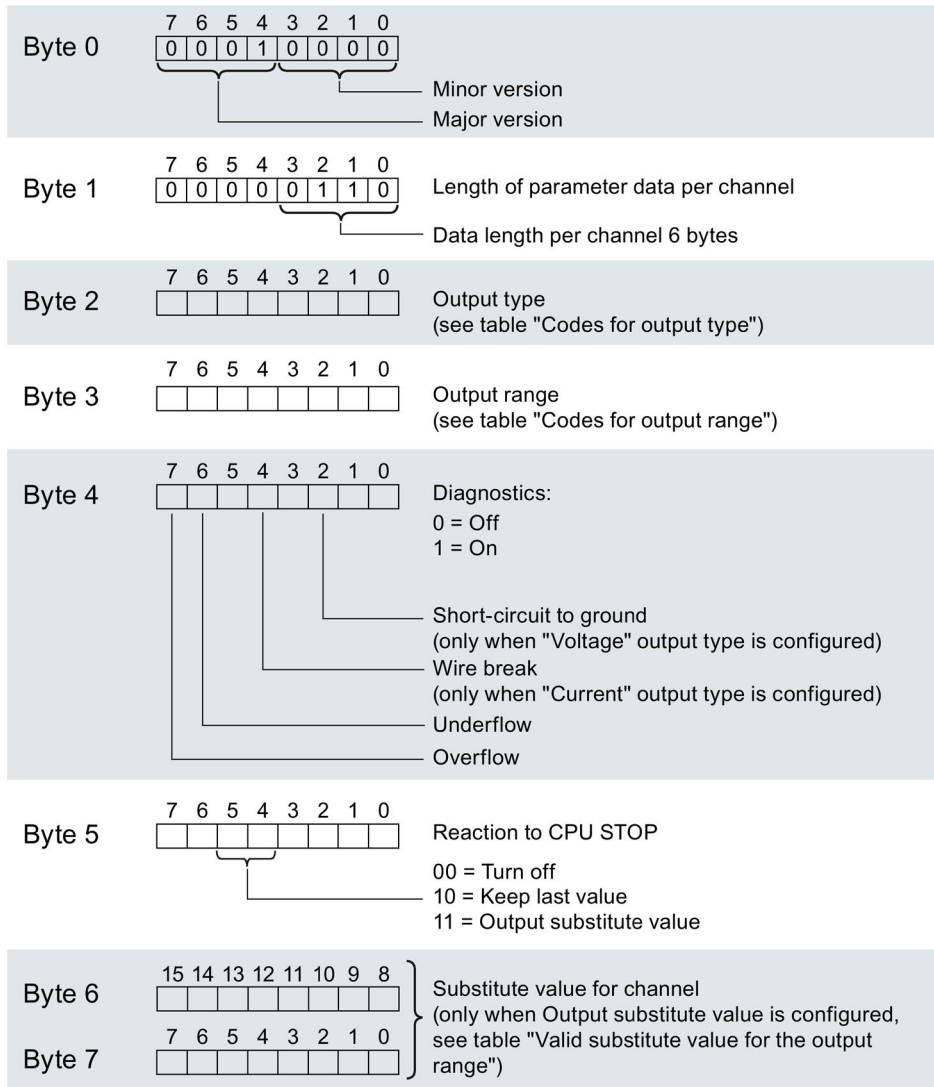 7 6 5 4 3 2 1 0
Byte 0
0 0 0 1 0 0 0 0
Minor version
Major version
7 6 5 4 3 2 1 0
Byte 1
0 0 0 0 0 1 1 0
Length of parameter data per channel
Data length per channel 6 bytes
7 6 5 4 3 2 1 0
Byte 2
Output type
(see table "Codes for output type")
7 6 5 4 3 2 1 0
Byte 3
Output range
(see table "Codes for output range")
7 6 5 4 3 2 1 0
Byte 4
Diagnostics:
0 = Off
1 = On
Short-circuit to ground
(only when "Voltage" output type is configured)
Wire break
(only when "Current" output type is configured)
Underflow
Overflow
7 6 5 4 3 2 1 0
Byte 5
Reaction to CPU STOP
00 = Turn off
10 = Keep last value
11 = Output substitute value
15 14 13 12 11 10 9 8
Byte 6
7 6 5 4 3 2 1 0
Byte 7
Substitute value for channel
(only when Output substitute value is configured,
see table "Valid substitute value for the output
range")